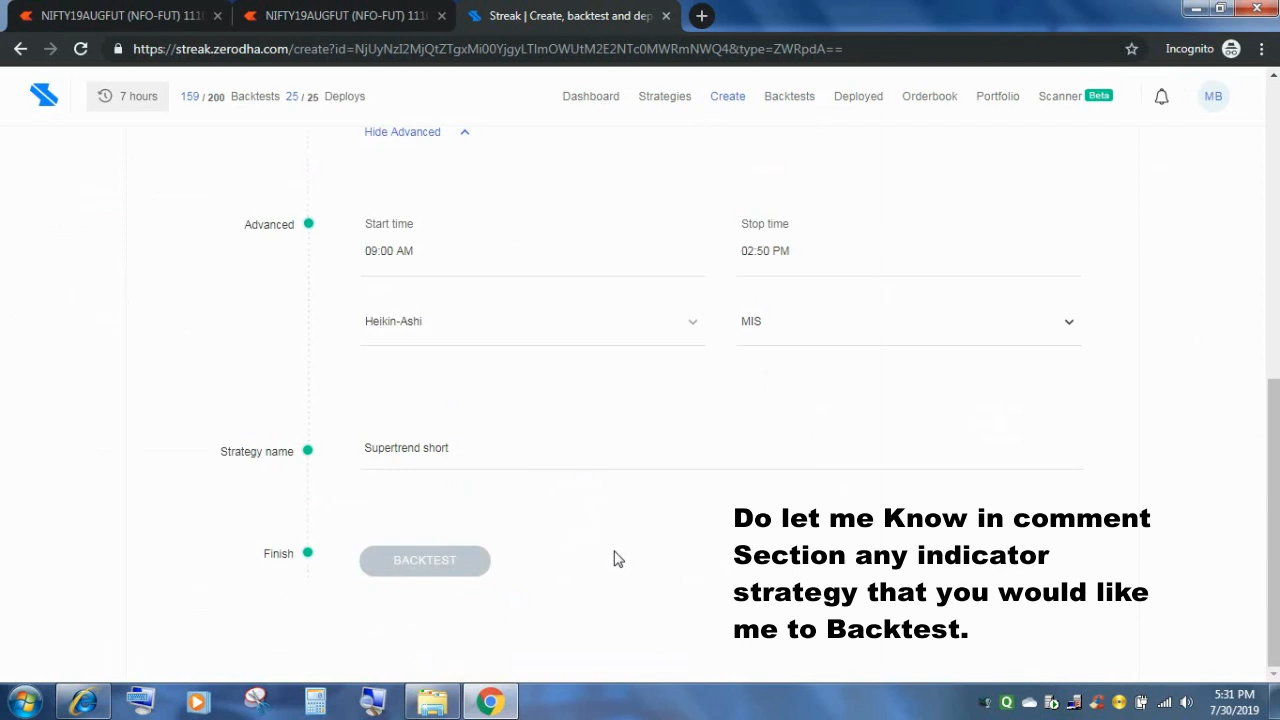 NIFTY19AUGFUT (NFO-FUT) 1118
NIFTY19AUGFUT (NFO-FUT) 1118
Streak | Create, backtest and dep
https://streak.zerodha.com/create?id=NjUyNzI2MjQtZTgxMi00YjgyLTlmOWUtM2E2NTc0MWRmNWQ4&type=ZWRpdA==
Incognito
7 hours
159 / 200 Backtests 25 / 25 Deploys
Dashboard Strategies Create Backtests Deployed Orderbook Portfolio Scanner Beta
MB
Hide Advanced
Advanced
Start time
Stop time
09:00 AM
02:50 PM
Heikin-Ashi
MIS
Strategy name
Supertrend short
Finish
BACKTEST
Do let me Know in comment
Section any indicator
strategy that you would like
me to Backtest.
5:31 PM
7/30/2019